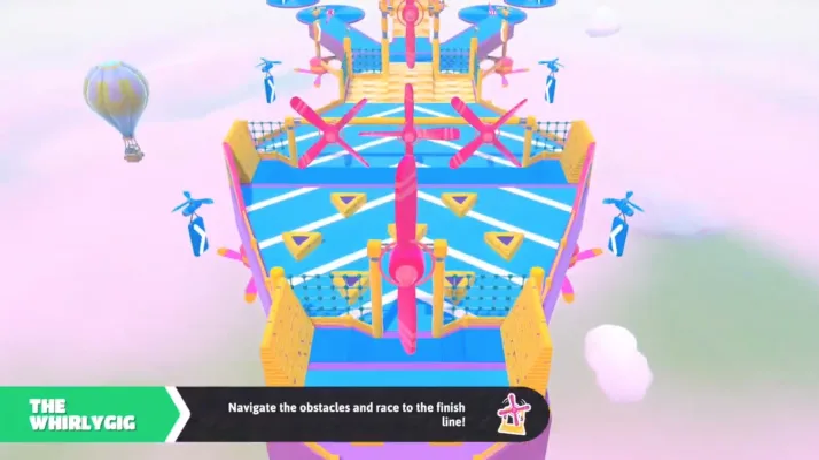 THE
WHIRLYGIG
Navigate the obstacles and race to the finish
line!